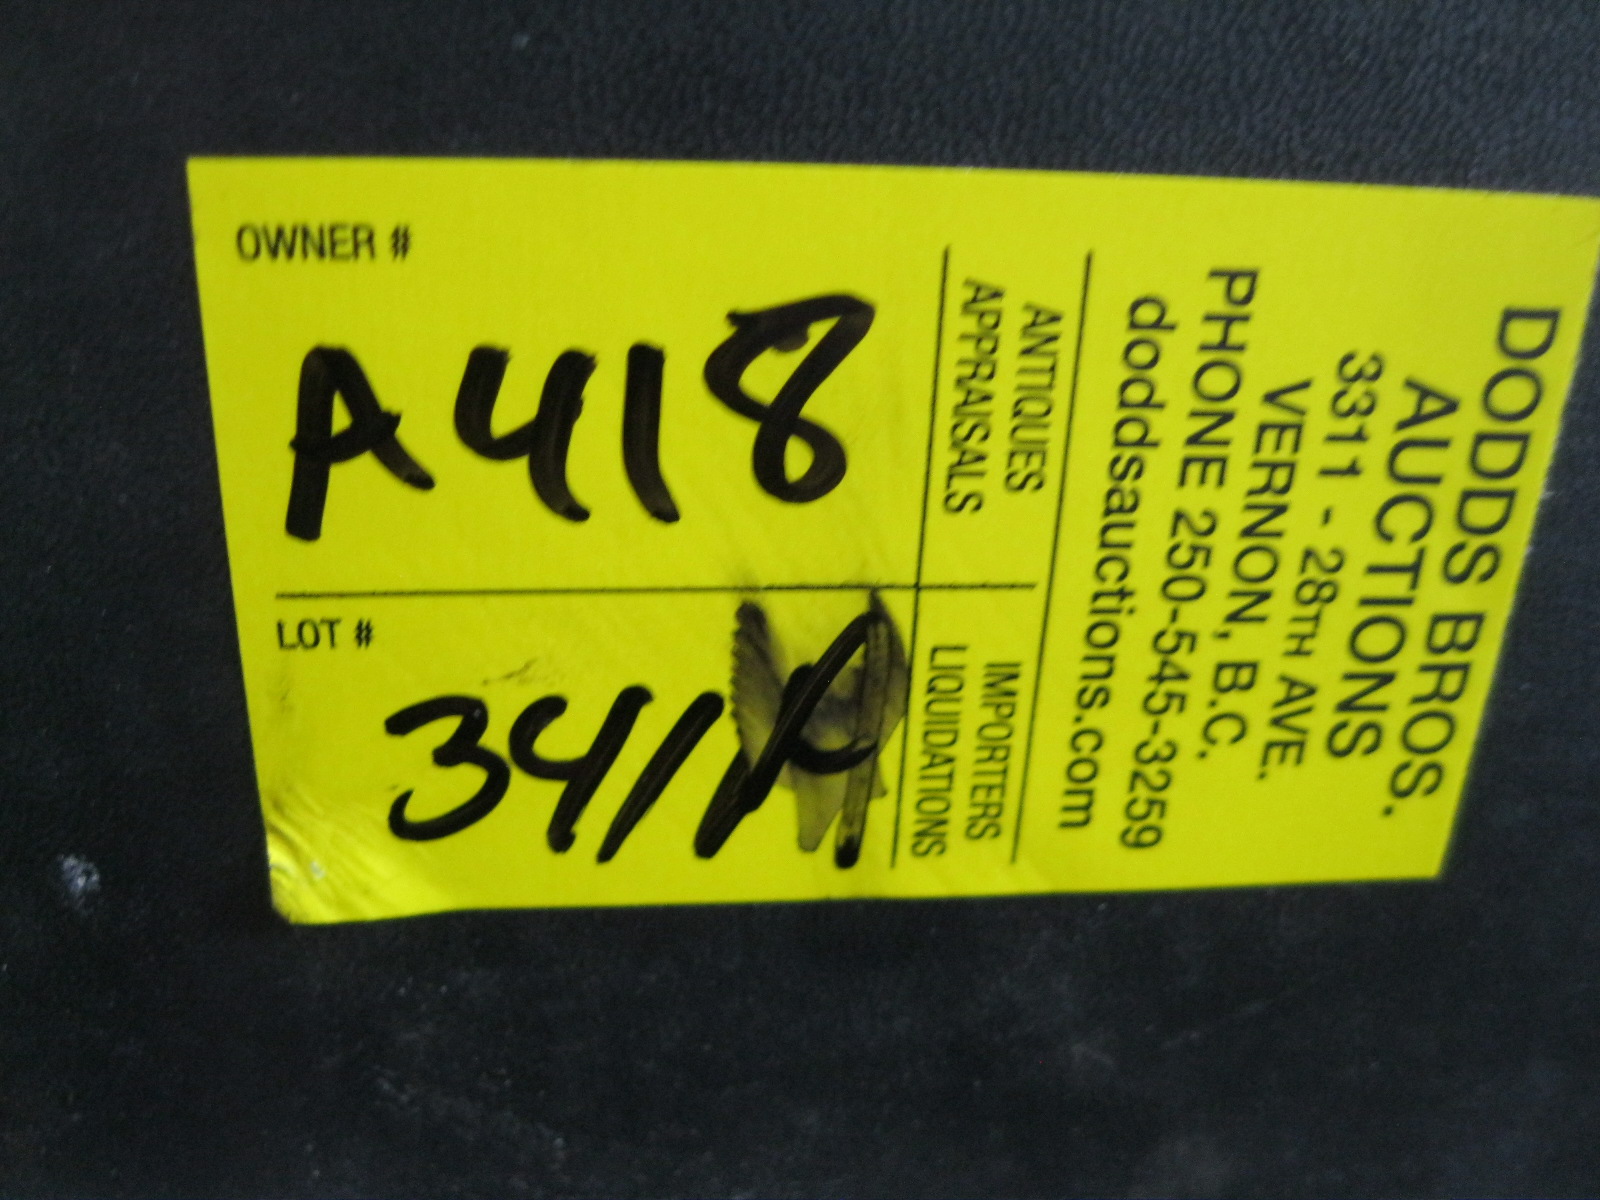 OWNER #
A418
LOT #
ANTIQUES
APPRAISALS
IMPORTERS
LIQUIDATIONS
DODDS BROS.
AUCTIONS
3311 - 28TH AVE.
VERNON, B.C.
PHONE 250-545-3259
doddsauctions.com